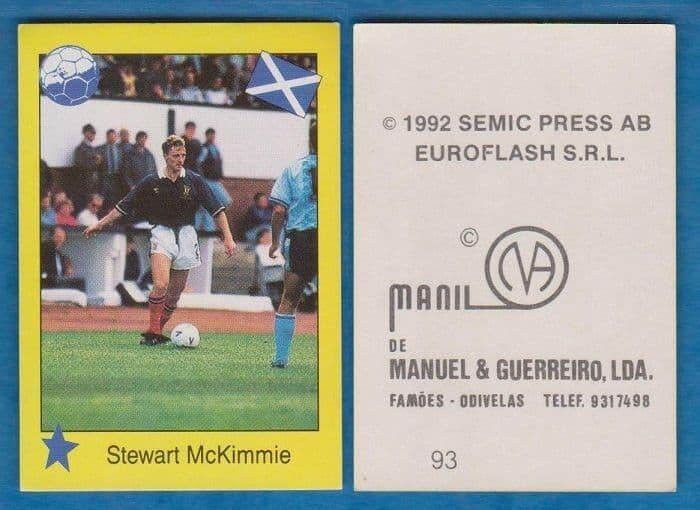 Stewart McKimmie
© 1992 SEMIC PRESS AB
EUROFLASH S.R.L.
©
MANIL
DE
MANUEL & GUERREIRO, LDA.
FAMÕES - ODIVELAS TELEF. 9317498
93